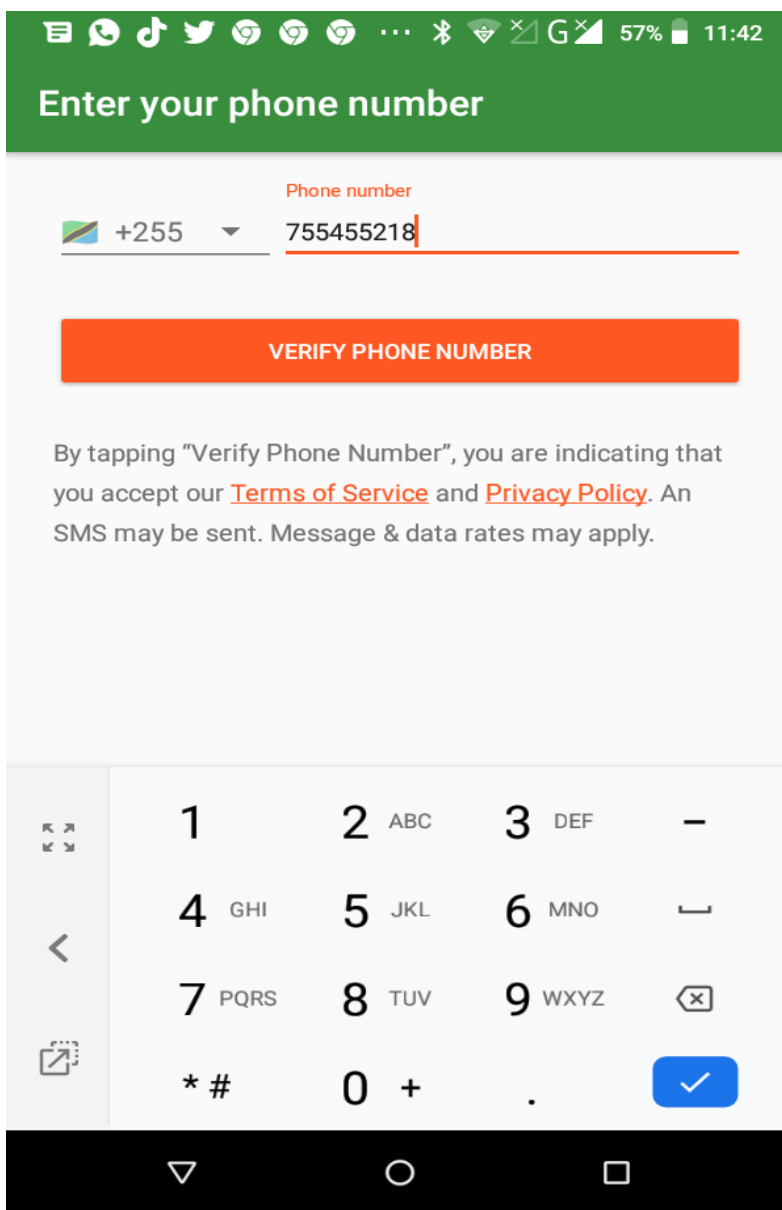 G 57% 11:42
Enter your phone number
Phone number
+255 755455218
VERIFY PHONE NUMBER
By tapping “Verify Phone Number”, you are indicating that
you accept our Terms of Service and Privacy Policy. An
SMS may be sent. Message & data rates may apply.
1 2 ABC 3 DEF –
4 GHI 5 JKL 6 MNO
7 PQRS 8 TUV 9 WXYZ
* # 0 + .